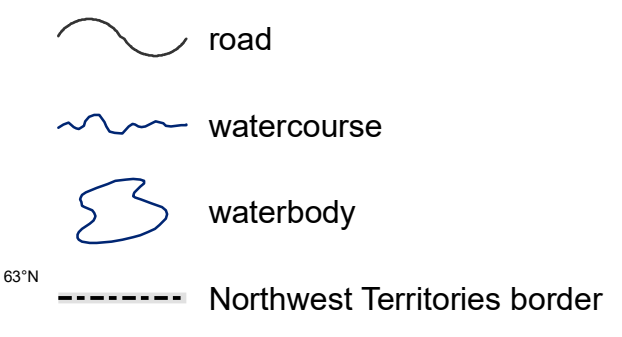 road
watercourse
waterbody
63°N
Northwest Territories border